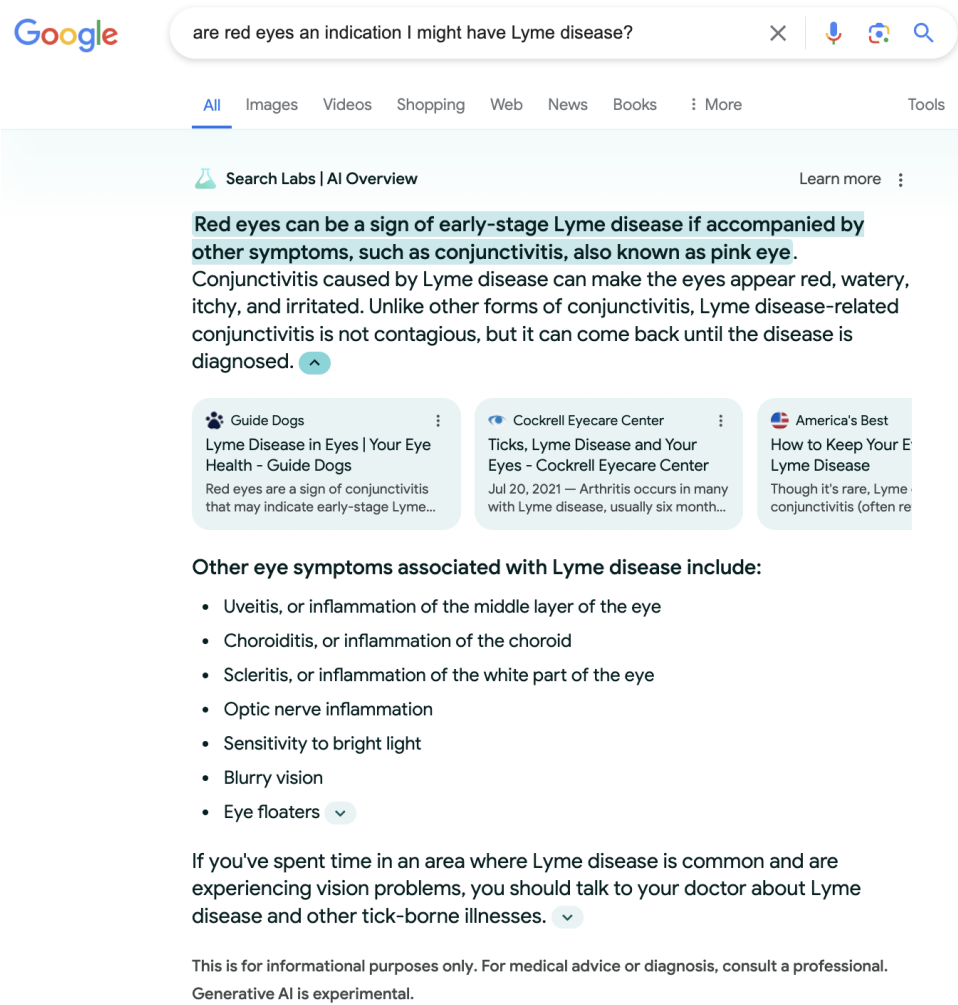 Google
are red eyes an indication I might have Lyme disease?
All Images Videos Shopping Web News Books More Tools
Search Labs | AI Overview Learn more
Red eyes can be a sign of early-stage Lyme disease if accompanied by
other symptoms, such as conjunctivitis, also known as pink eye.
Conjunctivitis caused by Lyme disease can make the eyes appear red, watery,
itchy, and irritated. Unlike other forms of conjunctivitis, Lyme disease-related
conjunctivitis is not contagious, but it can come back until the disease is
diagnosed.
Guide Dogs
Lyme Disease in Eyes | Your Eye
Health - Guide Dogs
Red eyes are a sign of conjunctivitis
that may indicate early-stage Lyme...
Cockrell Eyecare Center
Ticks, Lyme Disease and Your
Eyes - Cockrell Eyecare Center
Jul 20, 2021 — Arthritis occurs in many
with Lyme disease, usually six month...
America's Best
How to Keep Your
Lyme Disease
Though it's rare, Lyme
conjunctivitis (often
Other eye symptoms associated with Lyme disease include:
• Uveitis, or inflammation of the middle layer of the eye
• Choroiditis, or inflammation of the choroid
• Scleritis, or inflammation of the white part of the eye
• Optic nerve inflammation
• Sensitivity to bright light
• Blurry vision
• Eye floaters
If you've spent time in an area where Lyme disease is common and are
experiencing vision problems, you should talk to your doctor about Lyme
disease and other tick-borne illnesses.
This is for informational purposes only. For medical advice or diagnosis, consult a professional.
Generative AI is experimental.